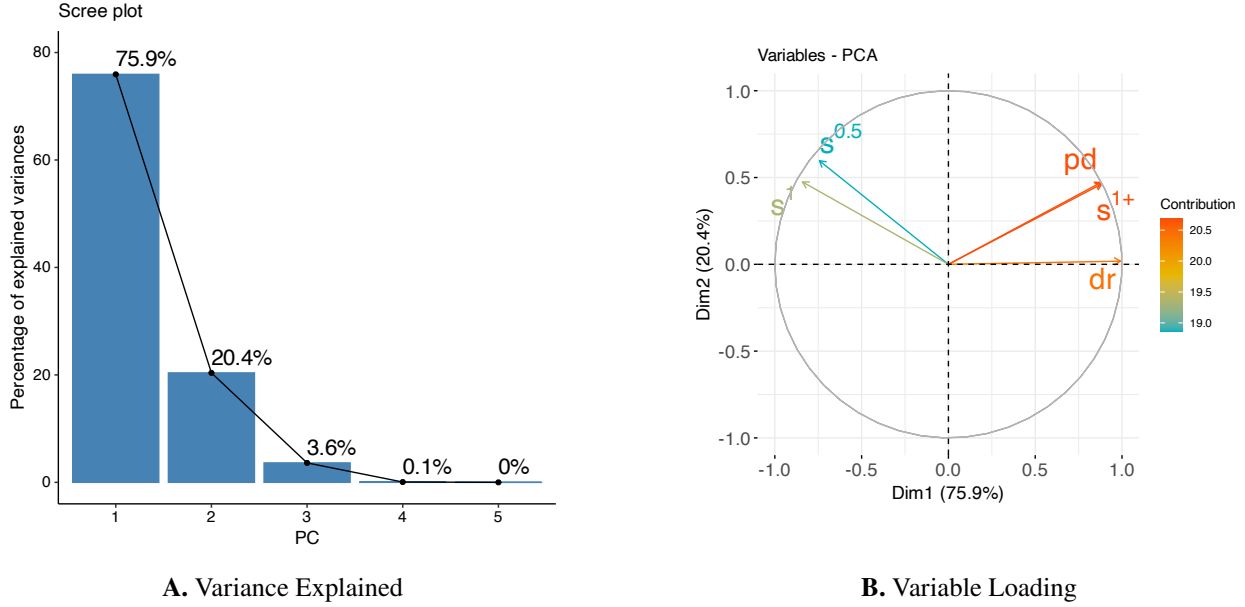 Scree plot
80
60
40
20
0
Percentage of explained variances
75.9%
20.4%
3.6%
0.1%
0%
1 2 3 4 5
PC
A. Variance Explained
Variables - PCA
1.0
0.5
0.0
-0.5
-1.0
Dim2 (20.4%)
s^0.5
s^1
pd
s^1+
dr
-1.0 -0.5 0.0 0.5 1.0
Dim1 (75.9%)
Contribution
20.5
20.0
19.5
19.0
B. Variable Loading